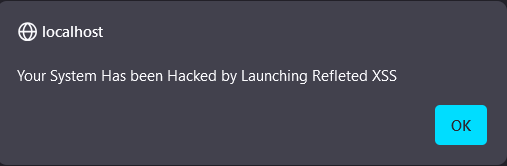 localhost
Your System Has been Hacked by Launching Refleted XSS
OK